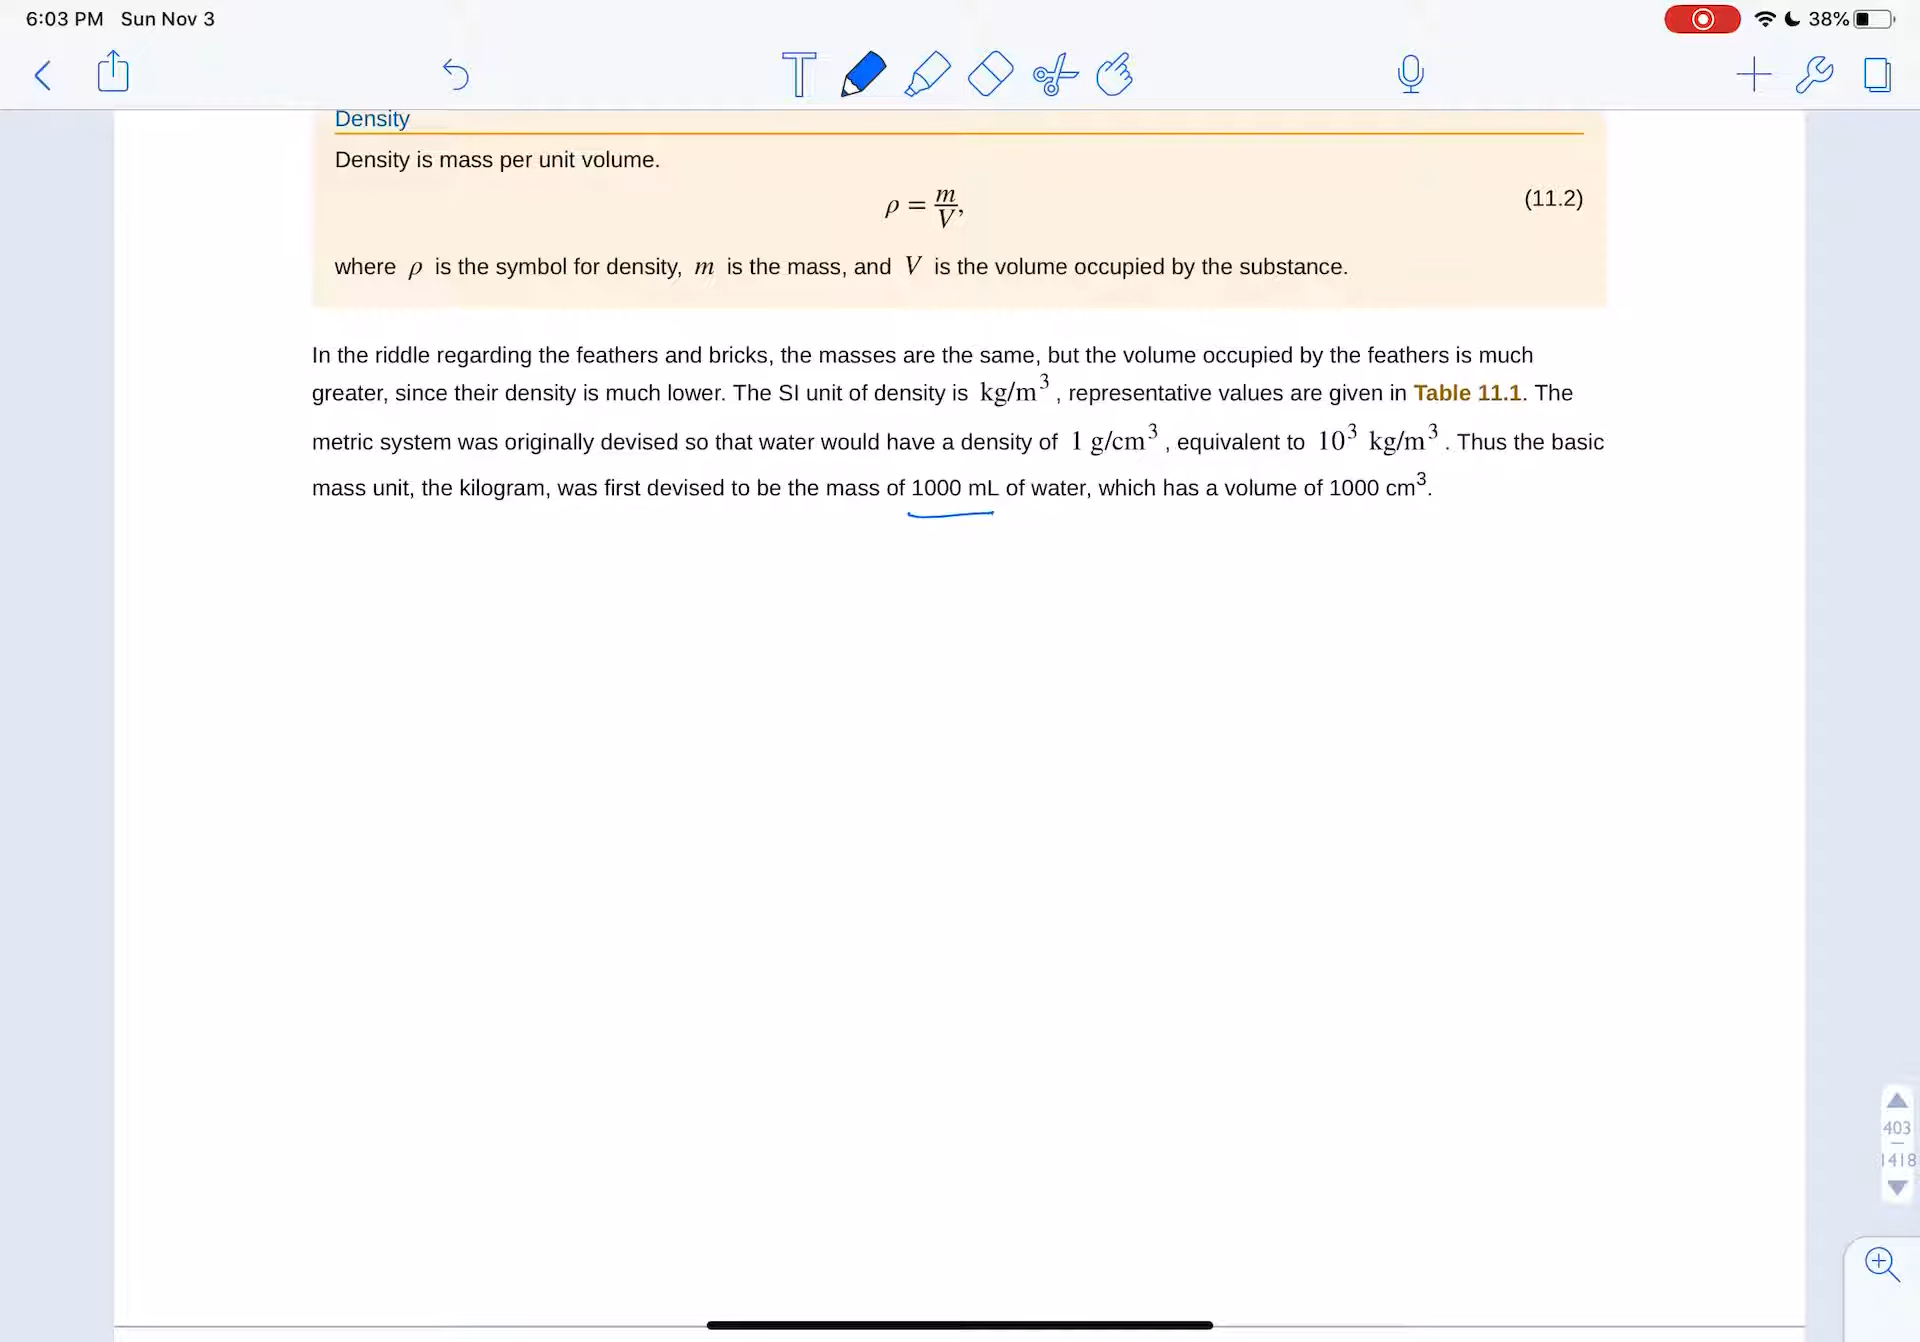 6:03 PM Sun Nov 3
38%
Density
Density is mass per unit volume.
ρ = m/V,
(11.2)
where ρ is the symbol for density, m is the mass, and V is the volume occupied by the substance.
In the riddle regarding the feathers and bricks, the masses are the same, but the volume occupied by the feathers is much
greater, since their density is much lower. The SI unit of density is kg/m³, representative values are given in Table 11.1. The
metric system was originally devised so that water would have a density of 1 g/cm³, equivalent to 10³ kg/m³. Thus the basic
mass unit, the kilogram, was first devised to be the mass of 1000 mL of water, which has a volume of 1000 cm³.
403
1418